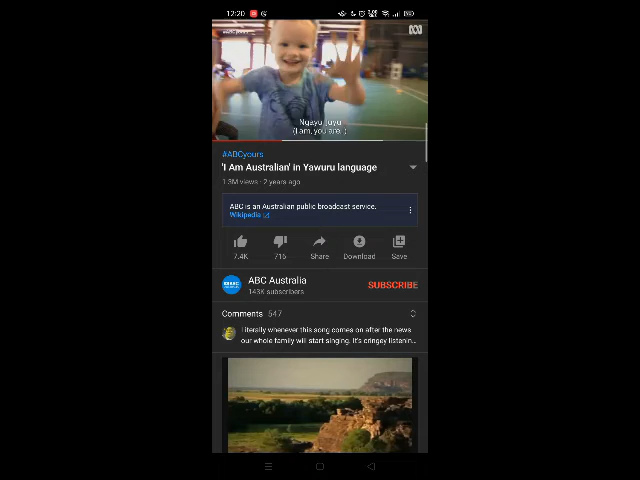 12:20
Ngayu juyu
(I am, you are...)
#ABCyours
'I Am Australian' in Yawuru language
1.3M views · 2 years ago
ABC is an Australian public broadcast service.
Wikipedia
7.4K
715
Share
Download
Save
ABC Australia
143K subscribers
SUBSCRIBE
Comments 547
Literally whenever this song comes on after the news
our whole family will start singing. It's cringey listenin...